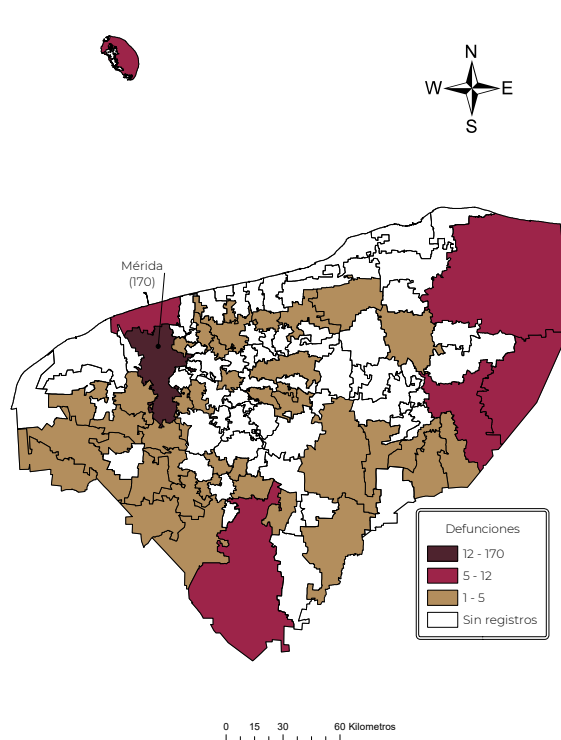 N
W E
S
Mérida
(170)
Defunciones
12 - 170
5 - 12
1 - 5
Sin registros
0 15 30 60 Kilometros